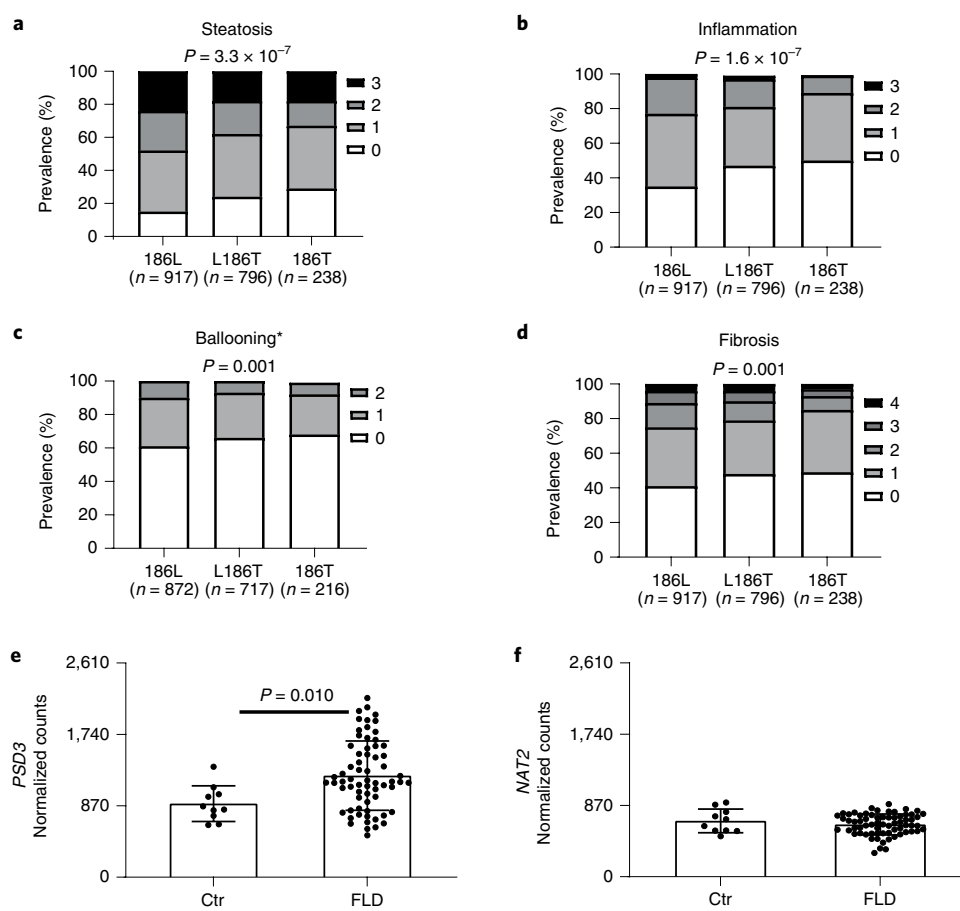 a
Steatosis
P = 3.3 × 10–7
Prevalence (%)
100
80
60
40
20
0
3
2
1
0
186L
L186T
186T
(n = 917)
(n = 796)
(n = 238)
b
Inflammation
P = 1.6 × 10–7
Prevalence (%)
100
80
60
40
20
0
3
2
1
0
186L
L186T
186T
(n = 917)
(n = 796)
(n = 238)
c
Ballooning*
P = 0.001
Prevalence (%)
100
80
60
40
20
0
2
1
0
186L
L186T
186T
(n = 872)
(n = 717)
(n = 216)
d
Fibrosis
P = 0.001
Prevalence (%)
100
80
60
40
20
0
4
3
2
1
0
186L
L186T
186T
(n = 917)
(n = 796)
(n = 238)
e
PSD3
Normalized counts
2,610
1,740
870
0
P = 0.010
Ctr
FLD
f
NAT2
Normalized counts
2,610
1,740
870
0
Ctr
FLD